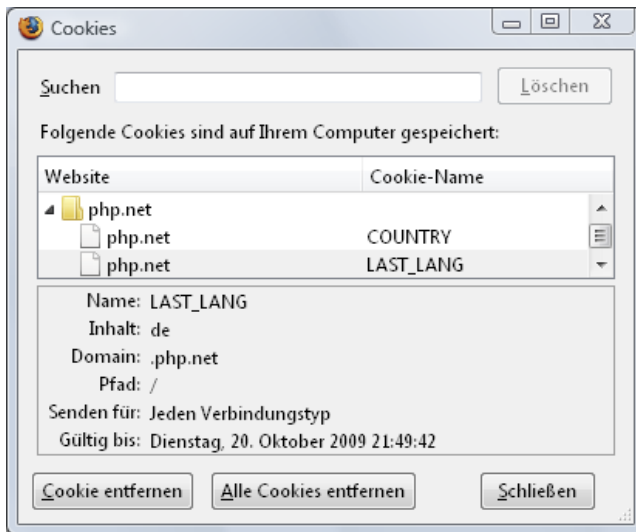 Cookies
Suchen Löschen
Folgende Cookies sind auf Ihrem Computer gespeichert:
Website Cookie-Name
php.net
php.net COUNTRY
php.net LAST_LANG
Name: LAST_LANG
Inhalt: de
Domain: .php.net
Pfad: /
Senden für: Jeden Verbindungstyp
Gültig bis: Dienstag, 20. Oktober 2009 21:49:42
Cookie entfernen Alle Cookies entfernen Schließen